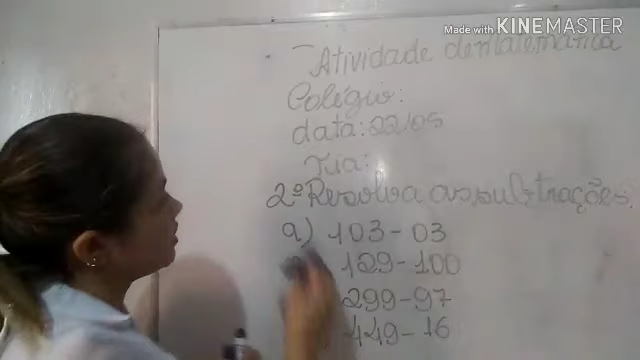 Made with KINEMASTER
Atividade de Matemática
Colégio:
data: 22/05
Tia:
2º Resolva as subtrações.
a) 103 - 03
129 - 100
299 - 97
449 - 16